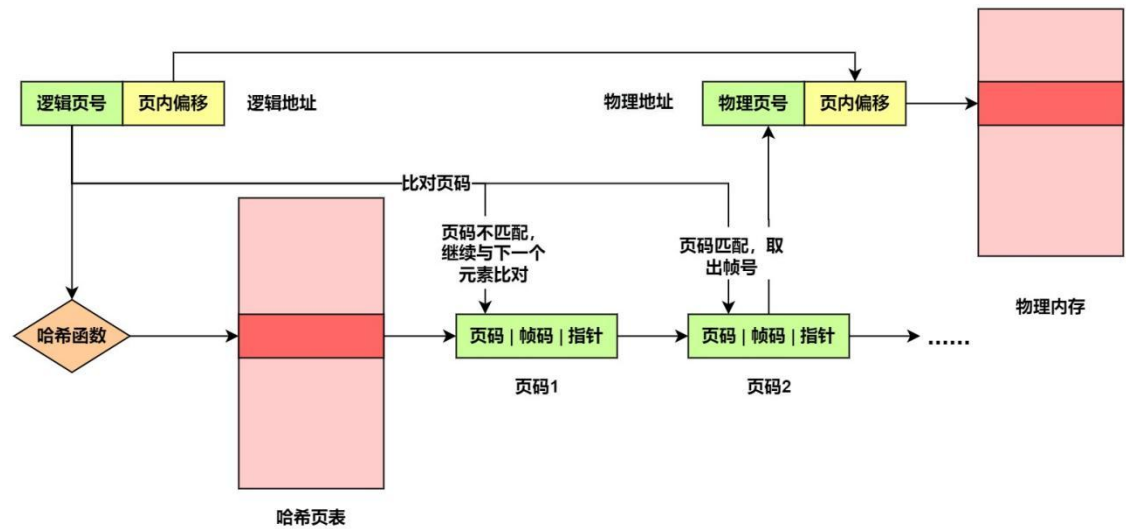 逻辑页号
页内偏移
逻辑地址
物理地址
物理页号
页内偏移
比对页码
页码不匹配，
继续与下一个
元素比对
页码匹配，取
出帧号
物理内存
哈希函数
页码 | 帧码 | 指针
页码 | 帧码 | 指针
......
页码1
页码2
哈希页表